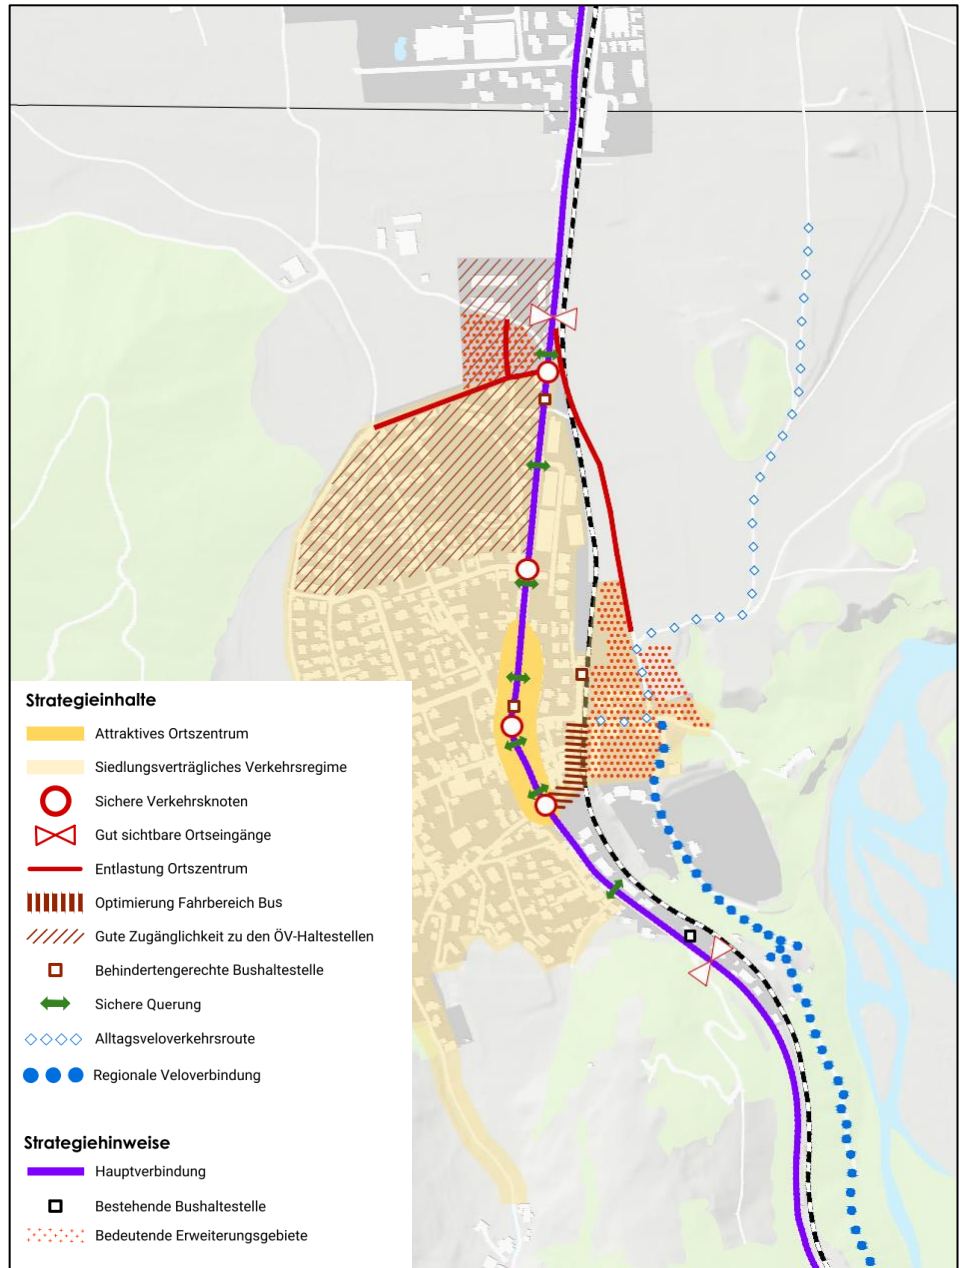 Strategieinhalte
Attraktives Ortszentrum
Siedlungsverträgliches Verkehrsregime
Sichere Verkehrsknoten
Gut sichtbare Ortseingänge
Entlastung Ortszentrum
Optimierung Fahrbereich Bus
Gute Zugänglichkeit zu den ÖV-Haltestellen
Behindertengerechte Bushaltestelle
Sichere Querung
Alltagsveloverkehrsroute
Regionale Veloverbindung
Strategiehinweise
Hauptverbindung
Bestehende Bushaltestelle
Bedeutende Erweiterungsgebiete